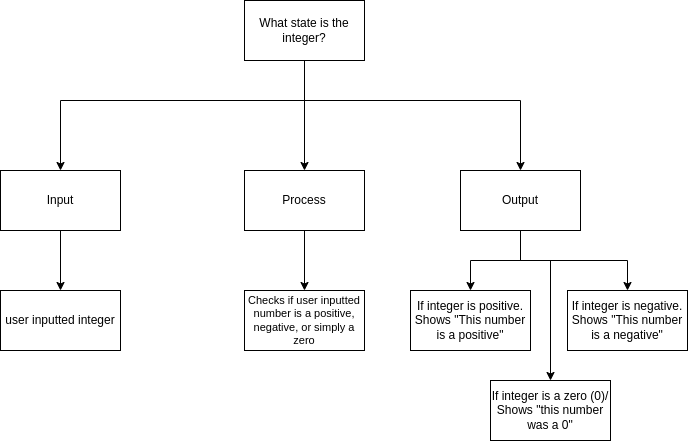 What state is the
integer?
Input
Process
Output
user inputted integer
Checks if user inputted
number is a positive,
negative, or simply a
zero
If integer is positive.
Shows "This number
is a positive"
If integer is negative.
Shows "This number
is a negative"
If integer is a zero (0)/
Shows "this number
was a 0"